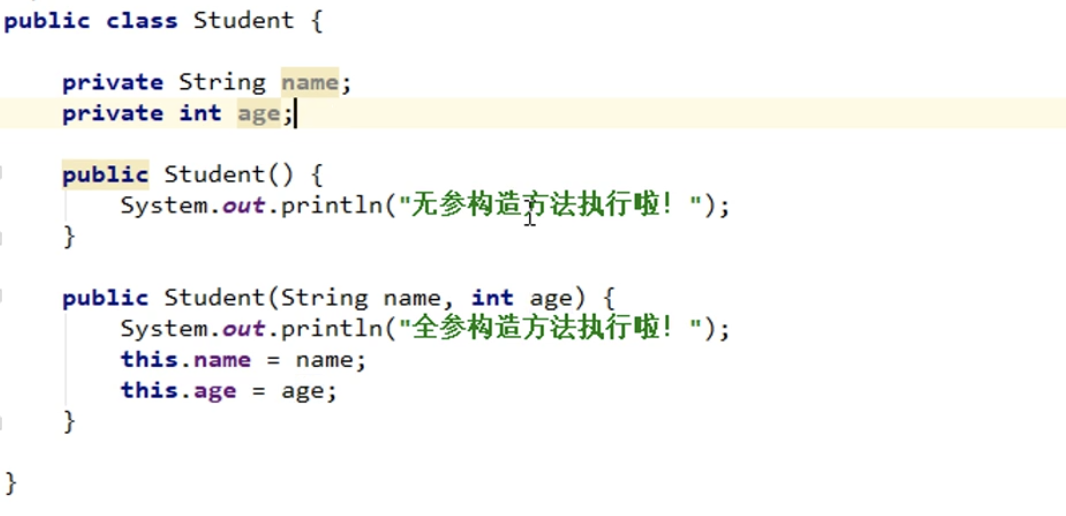 public class Student {
private String name;
private int age;
public Student() {
System.out.println("无参构造方法执行啦！");
}
public Student(String name, int age) {
System.out.println("全参构造方法执行啦！");
this.name = name;
this.age = age;
}
}